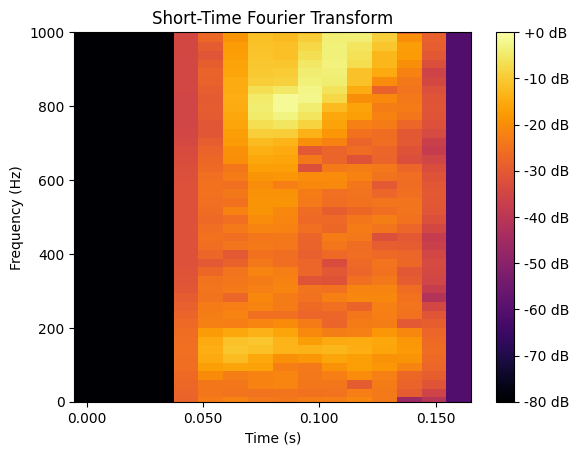 Short-Time Fourier Transform
Frequency (Hz)
1000
800
600
400
200
0
0.000
0.050
0.100
0.150
Time (s)
+0 dB
-10 dB
-20 dB
-30 dB
-40 dB
-50 dB
-60 dB
-70 dB
-80 dB